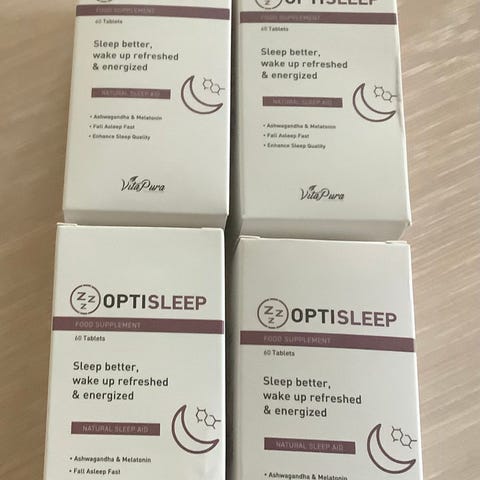 FOOD SUPPLEMENT
60 Tablets
Sleep better,
wake up refreshed
& energized
NATURAL SLEEP AID
• Ashwagandha & Melatonin
• Fall Asleep Fast
• Enhance Sleep Quality
VitaPura
OPTISLEEP
FOOD SUPPLEMENT
60 Tablets
Sleep better,
wake up refreshed
& energized
NATURAL SLEEP AID
• Ashwagandha & Melatonin
• Fall Asleep Fast
• Enhance Sleep Quality
VitaPura
ZZZ OPTISLEEP
FOOD SUPPLEMENT
60 Tablets
Sleep better,
wake up refreshed
& energized
NATURAL SLEEP AID
• Ashwagandha & Melatonin
• Fall Asleep Fast
ZZZ OPTISLEEP
FOOD SUPPLEMENT
60 Tablets
Sleep better,
wake up refreshed
& energized
NATURAL SLEEP AID
• Ashwagandha & Melatonin